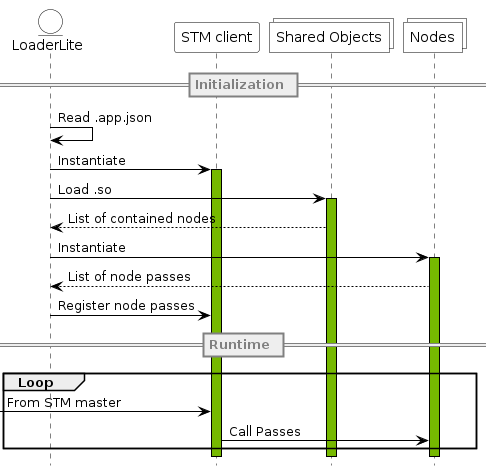 LoaderLite
STM client
Shared Objects
Nodes
Initialization
Read .app.json
Instantiate
Load .so
List of contained nodes
Instantiate
List of node passes
Register node passes
Runtime
Loop
From STM master
Call Passes